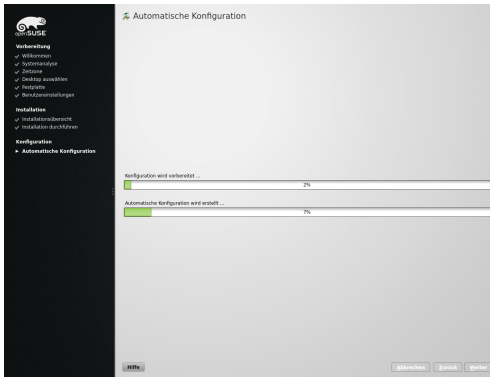 openSUSE
Vorbereitung
Willkommen
Systemanalyse
Zeitzone
Desktop auswählen
Festplatte
Benutzereinstellungen
Installation
Installationsübersicht
Installation durchführen
Konfiguration
Automatische Konfiguration
Automatische Konfiguration
Konfiguration wird vorbereitet ...
2%
Automatische Konfiguration wird erstellt ...
7%
Hilfe
Abbrechen
Zurück
Weiter